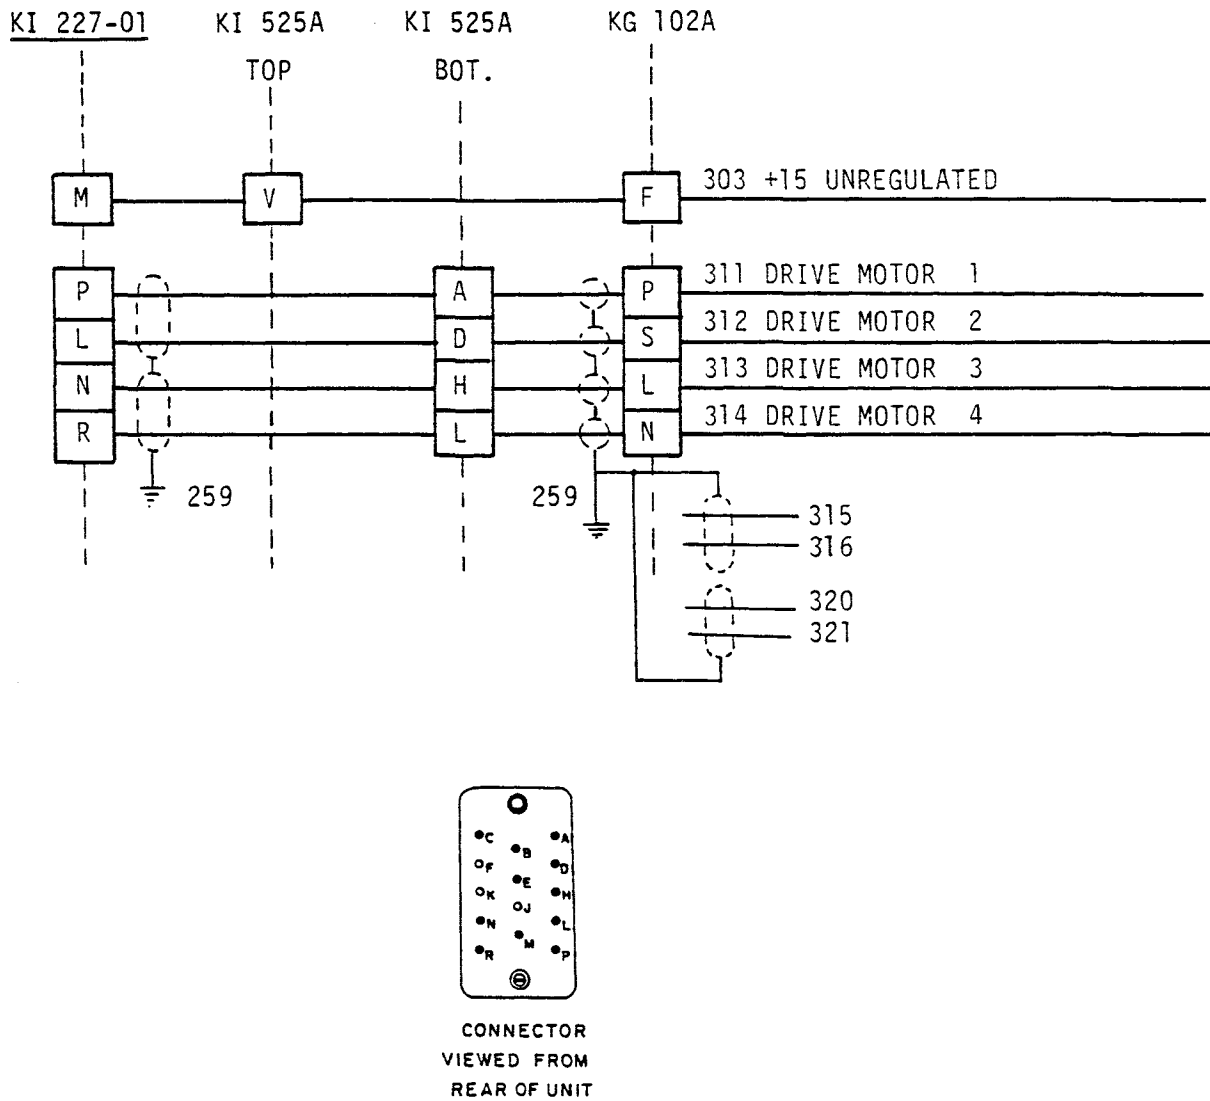 KI 227-01 KI 525A KI 525A KG 102A
TOP BOT.
M V F 303 +15 UNREGULATED
P A P 311 DRIVE MOTOR 1
L D S 312 DRIVE MOTOR 2
N H L 313 DRIVE MOTOR 3
R L N 314 DRIVE MOTOR 4
259 259
315
316
320
321
C A
B
F D
E
K H
J
N L
M
R P
CONNECTOR
VIEWED FROM
REAR OF UNIT